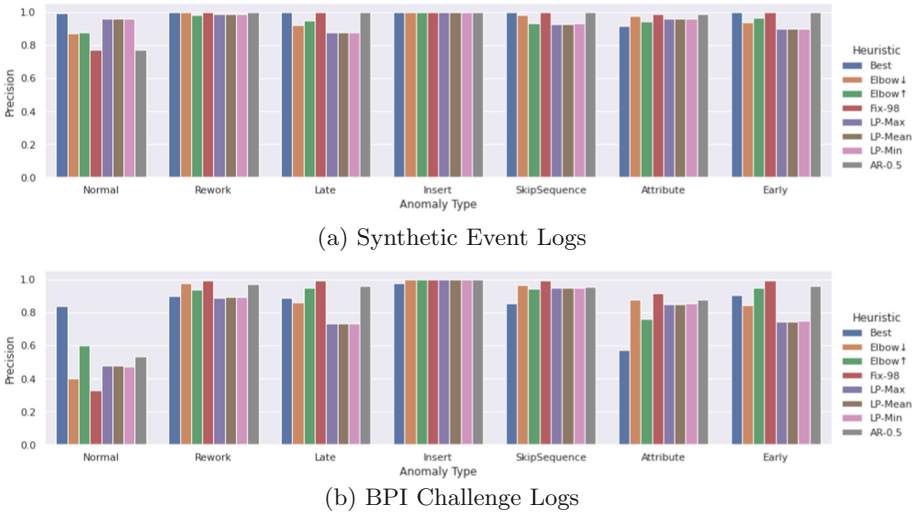 1.0
0.8
0.6
0.4
0.2
0.0
Precision
Normal Rework Late Insert SkipSequence Attribute Early
Anomaly Type
Heuristic
Best
Elbow↓
Elbow↑
Fix-98
LP-Max
LP-Mean
LP-Min
AR-0.5
(a) Synthetic Event Logs
1.0
0.8
0.6
0.4
0.2
0.0
Precision
Normal Rework Late Insert SkipSequence Attribute Early
Anomaly Type
Heuristic
Best
Elbow↓
Elbow↑
Fix-98
LP-Max
LP-Mean
LP-Min
AR-0.5
(b) BPI Challenge Logs